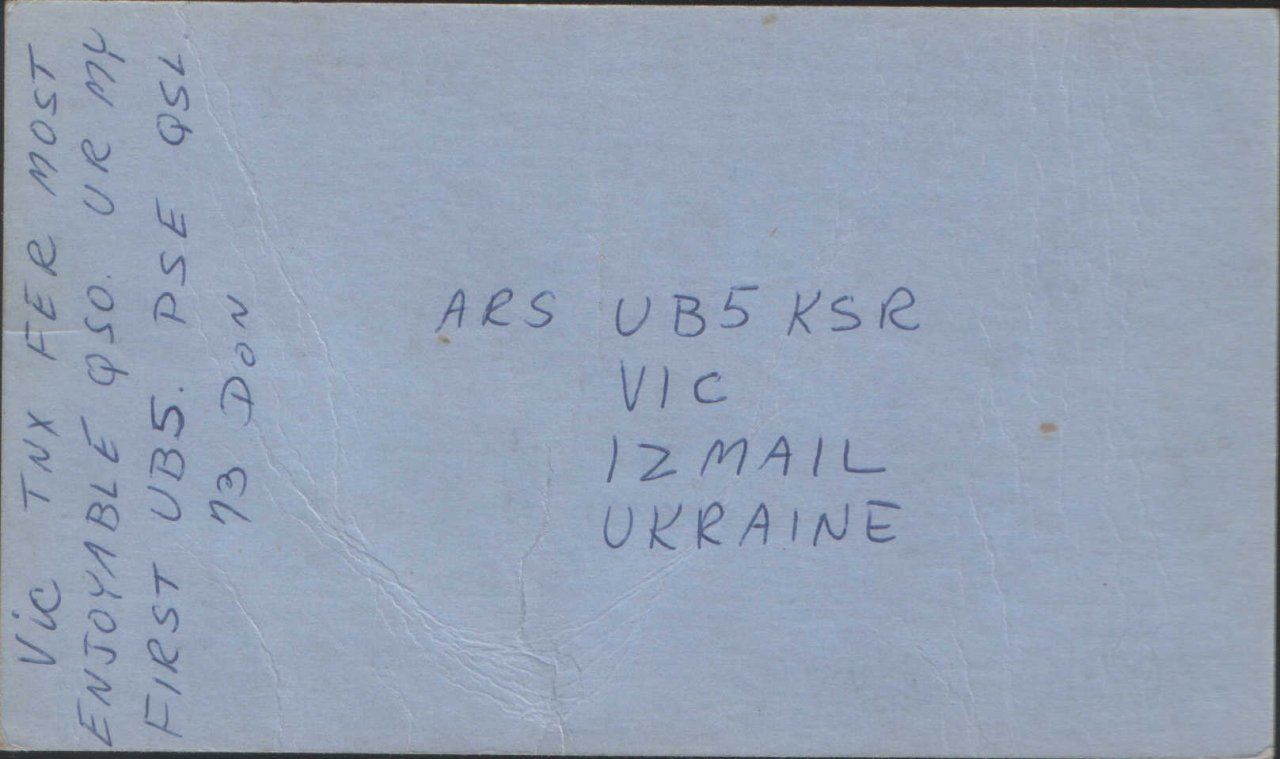 Vic TNX FER MOST
ENJOYABLE QSO. UR MY
FIRST UB5. PSE QSL
73 DON
ARS UB5KSR
VIC
IZMAIL
UKRAINE